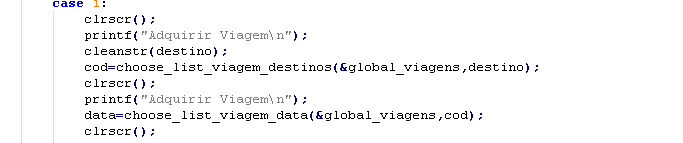 case 1:
clrscr();
printf("Adquirir Viagem\n");
cleanstr(destino);
cod=choose_list_viagem_destinos(&global_viagens,destino);
clrscr();
printf("Adquirir Viagem\n");
data=choose_list_viagem_data(&global_viagens,cod);
clrscr();